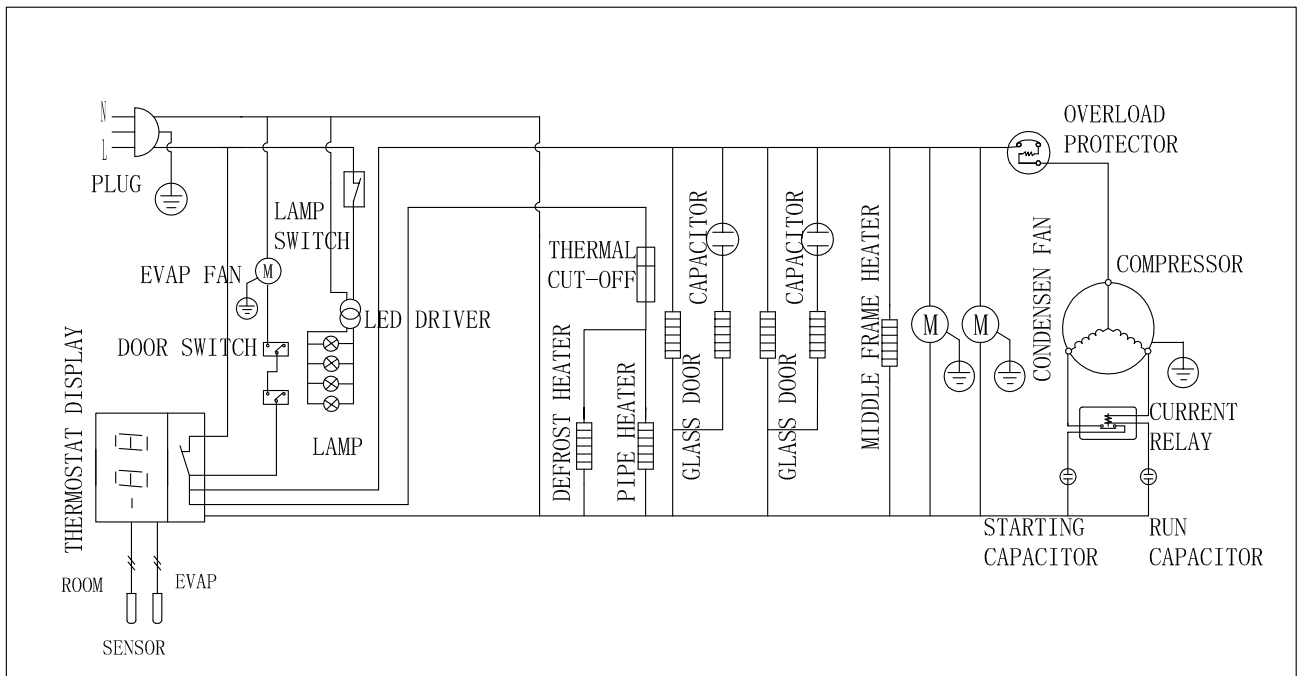 N
L
PLUG
LAMP
SWITCH
EVAP FAN
M
DOOR SWITCH
LED DRIVER
LAMP
THERMOSTAT DISPLAY
ROOM
EVAP
SENSOR
THERMAL
CUT-OFF
DEFROST HEATER
PIPE HEATER
CAPACITOR
GLASS DOOR
CAPACITOR
GLASS DOOR
MIDDLE FRAME HEATER
M
M
CONDENSEN FAN
OVERLOAD
PROTECTOR
COMPRESSOR
CURRENT
RELAY
STARTING
CAPACITOR
RUN
CAPACITOR